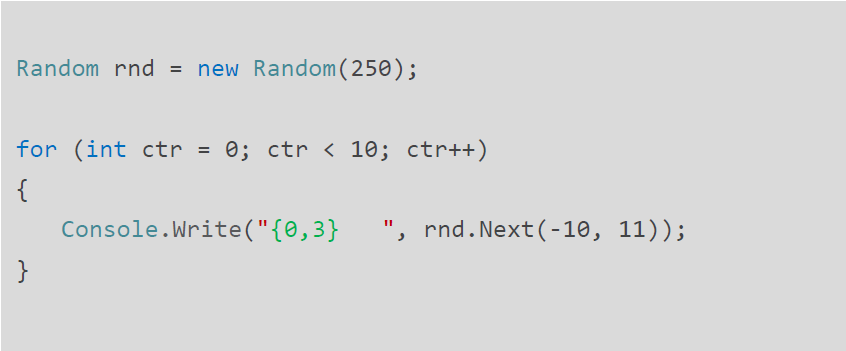 Random rnd = new Random(250);
for (int ctr = 0; ctr < 10; ctr++)
{
   Console.Write("{0,3}   ", rnd.Next(-10, 11));
}